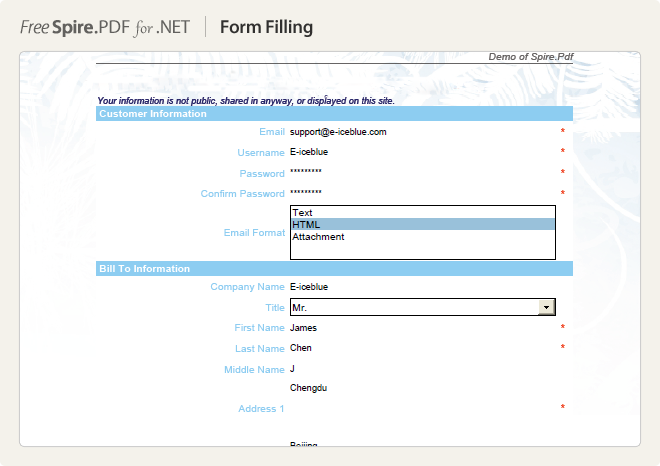 Free Spire.PDF for .NET | Form Filling
Demo of Spire.Pdf
Your information is not public, shared in anyway, or displayed on this site.
Customer Information
Email support@e-iceblue.com *
Username E-iceblue *
Password ********* *
Confirm Password ********* *
Text
HTML
Email Format Attachment
Bill To Information
Company Name E-iceblue
Title Mr.
First Name James *
Last Name Chen *
Middle Name J
Chengdu
Address 1 *
Beijing